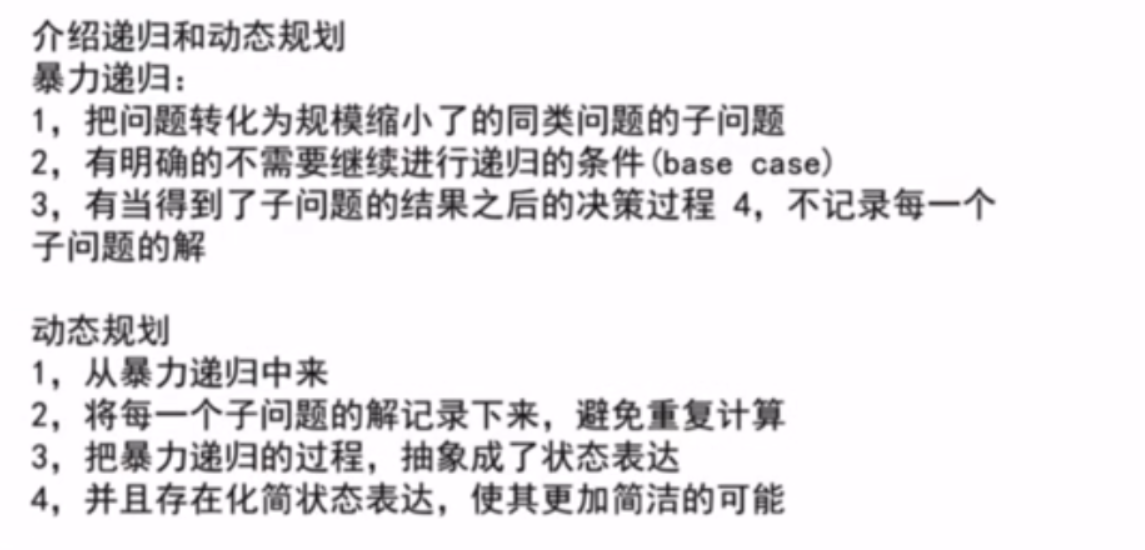 介绍递归和动态规划
暴力递归：
1，把问题转化为规模缩小了的同类问题的子问题
2，有明确的不需要继续进行递归的条件(base case)
3，有当得到了子问题的结果之后的决策过程 4，不记录每一个
子问题的解
动态规划
1，从暴力递归中来
2，将每一个子问题的解记录下来，避免重复计算
3，把暴力递归的过程，抽象成了状态表达
4，并且存在化简状态表达，使其更加简洁的可能